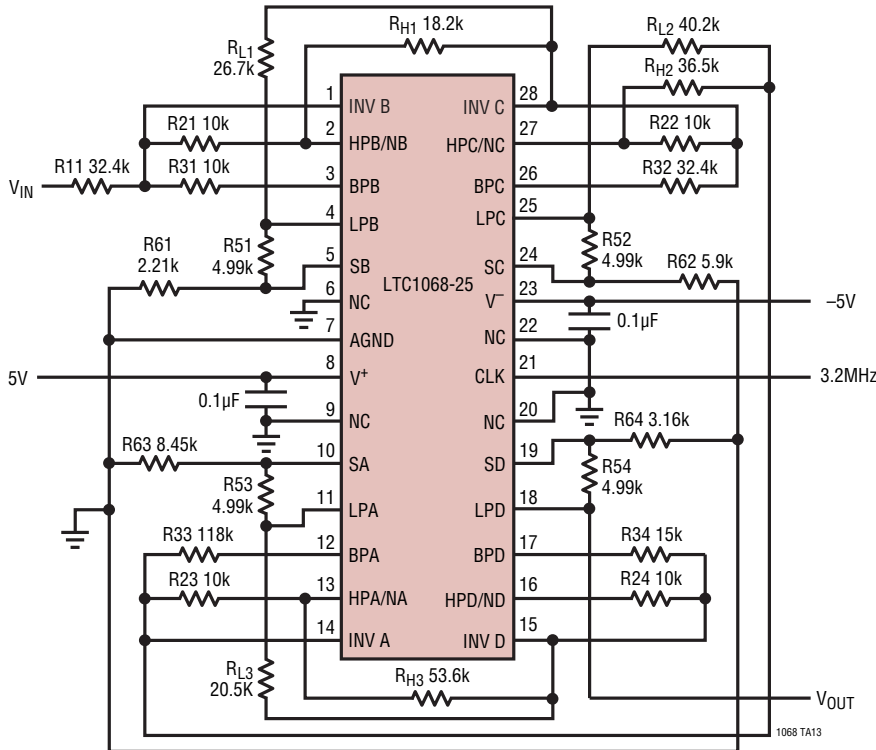 RH1 18.2k
RL1
26.7k
RL2 40.2k
RH2 36.5k
1
INV B
INV C
28
R21 10k
2
HPB/NB
HPC/NC
27
R22 10k
R11 32.4k
VIN
R31 10k
3
BPB
BPC
26
R32 32.4k
4
LPB
LPC
25
R61
2.21k
R51
4.99k
5
SB
SC
24
R52
4.99k
R62 5.9k
LTC1068-25
6
NC
V–
23
–5V
7
AGND
NC
22
0.1µF
5V
8
V+
CLK
21
3.2MHz
0.1µF
9
NC
NC
20
R64 3.16k
R63 8.45k
10
SA
SD
19
R53
4.99k
R54
4.99k
11
LPA
LPD
18
R33 118k
12
BPA
BPD
17
R34 15k
R23 10k
13
HPA/NA
HPD/ND
16
R24 10k
14
INV A
INV D
15
RL3
20.5K
RH3 53.6k
VOUT
1068 TA13